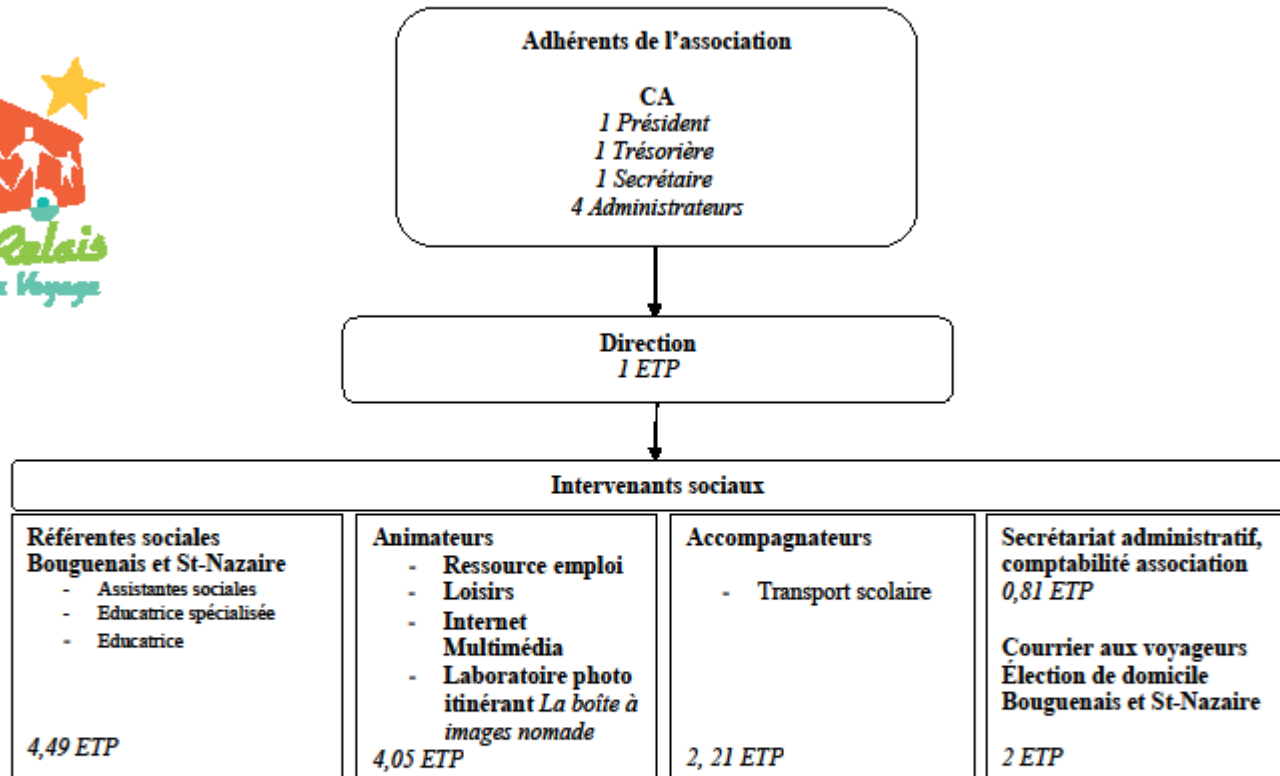 Adhérents de l'association
CA
1 Président
1 Trésorière
1 Secrétaire
4 Administrateurs
Relais
Voyage
Direction
1 ETP
Intervenants sociaux
Référentes sociales
Bouguenais et St-Nazaire
- Assistantes sociales
- Educatrice spécialisée
- Educatrice
4,49 ETP
Animateurs
- Ressource emploi
- Loisirs
- Internet
Multimédia
- Laboratoire photo
itinérant La boîte à
images nomade
4,05 ETP
Accompagnateurs
- Transport scolaire
2, 21 ETP
Secrétariat administratif,
comptabilité association
0,81 ETP
Courrier aux voyageurs
Élection de domicile
Bouguenais et St-Nazaire
2 ETP